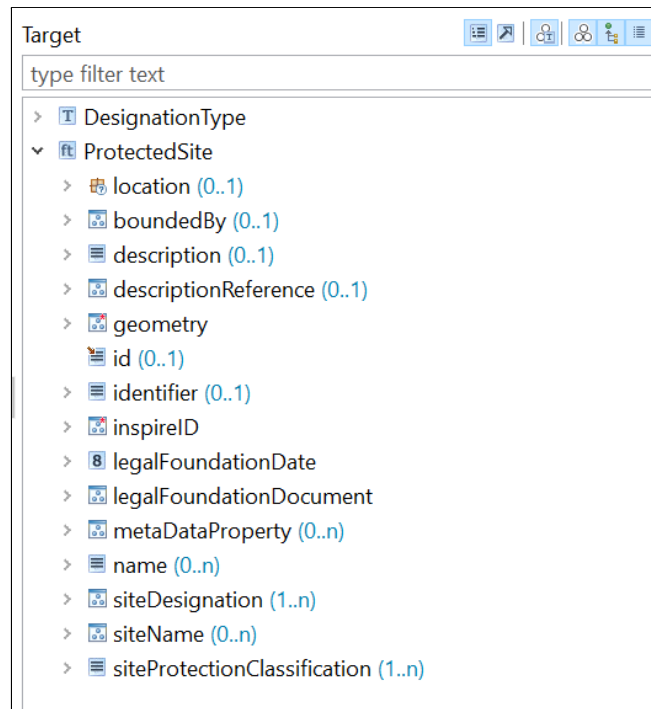 Target
type filter text
DesignationType
ProtectedSite
location (0..1)
boundedBy (0..1)
description (0..1)
descriptionReference (0..1)
geometry
id (0..1)
identifier (0..1)
inspireID
legalFoundationDate
legalFoundationDocument
metaDataProperty (0..n)
name (0..n)
siteDesignation (1..n)
siteName (0..n)
siteProtectionClassification (1..n)